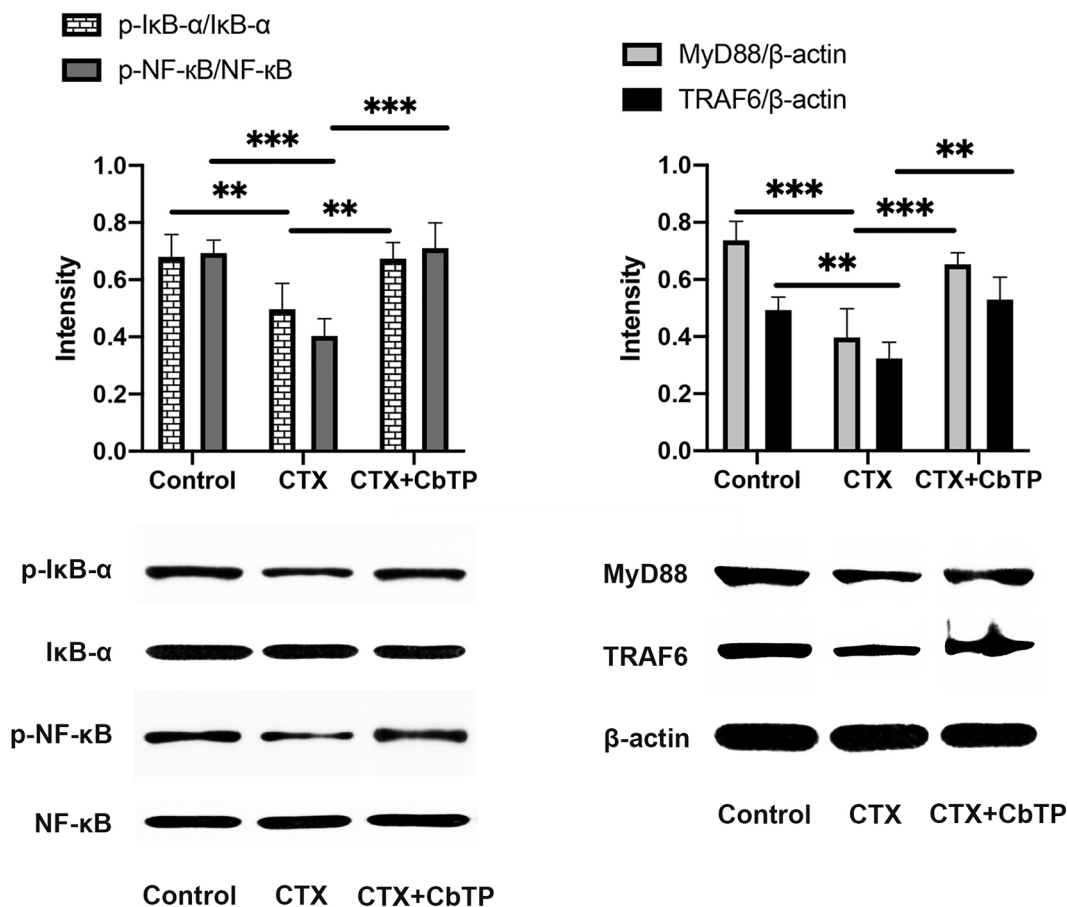 p-IκB-α/IκB-α
p-NF-κB/NF-κB
***
***
**
**
1.0
0.8
0.6
0.4
0.2
0.0
Intensity
Control CTX CTX+CbTP
MyD88/β-actin
TRAF6/β-actin
**
***
***
**
1.0
0.8
0.6
0.4
0.2
0.0
Intensity
Control CTX CTX+CbTP
p-IκB-α
IκB-α
p-NF-κB
NF-κB
Control CTX CTX+CbTP
MyD88
TRAF6
β-actin
Control CTX CTX+CbTP